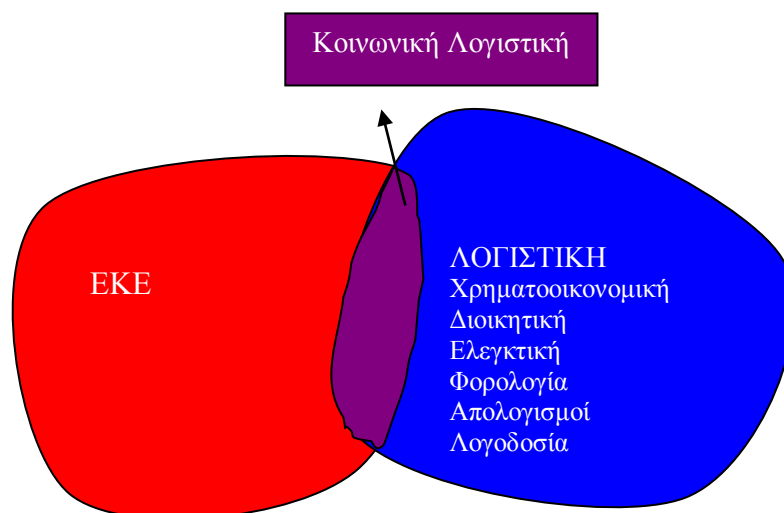 Κοινωνική Λογιστική
ΕΚΕ
ΛΟΓΙΣΤΙΚΗ
Χρηματοοικονομική
Διοικητική
Ελεγκτική
Φορολογία
Απολογισμοί
Λογοδοσία